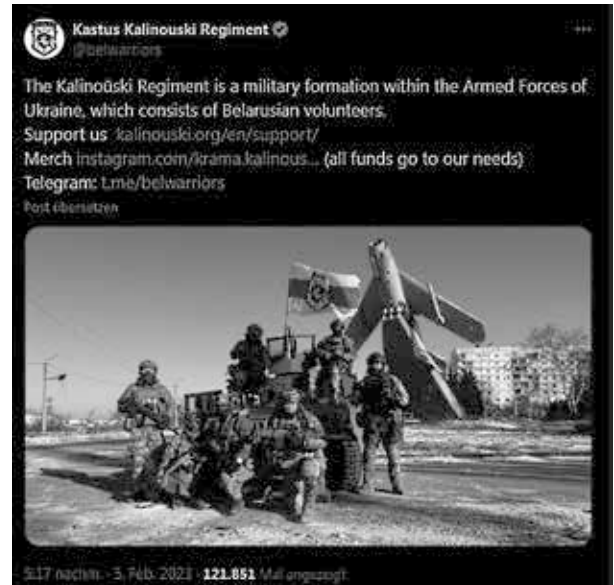 Kastus Kalinouski Regiment
@belwarriors
The Kalinoŭski Regiment is a military formation within the Armed Forces of
Ukraine, which consists of Belarusian volunteers.
Support us kalinouski.org/en/support/
Merch instagram.com/krama.kalinous... (all funds go to our needs)
Telegram: t.me/belwarriors
Post übersetzen
5:17 nachm. · 3. Feb. 2023 · 121.851 Mal angezeigt